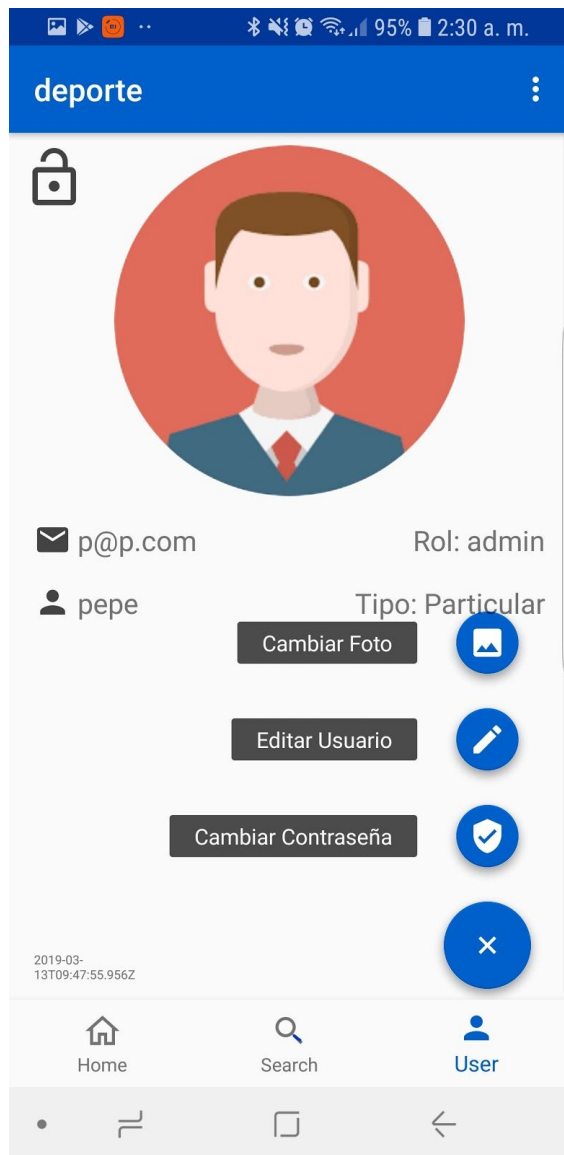 95% 2:30 a. m.
deporte
p@p.com Rol: admin
pepe Tipo: Particular
Cambiar Foto
Editar Usuario
Cambiar Contraseña
2019-03-
13T09:47:55.956Z
Home Search User